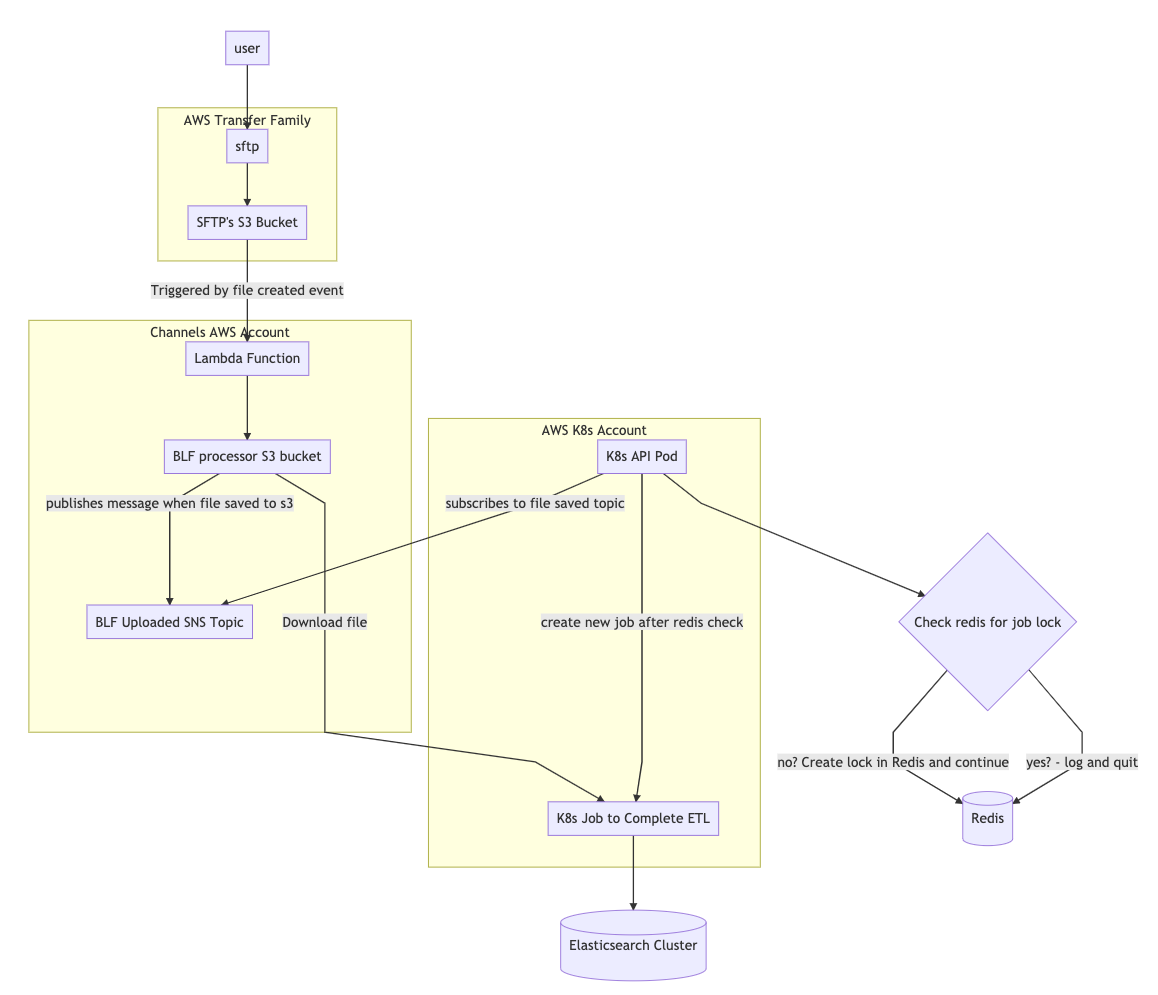 user
AWS Transfer Family
sftp
SFTP's S3 Bucket
Triggered by file created event
Channels AWS Account
Lambda Function
BLF processor S3 bucket
publishes message when file saved to s3
BLF Uploaded SNS Topic
Download file
AWS K8s Account
K8s API Pod
subscribes to file saved topic
create new job after redis check
Check redis for job lock
no? Create lock in Redis and continue
yes? - log and quit
Redis
K8s Job to Complete ETL
Elasticsearch Cluster